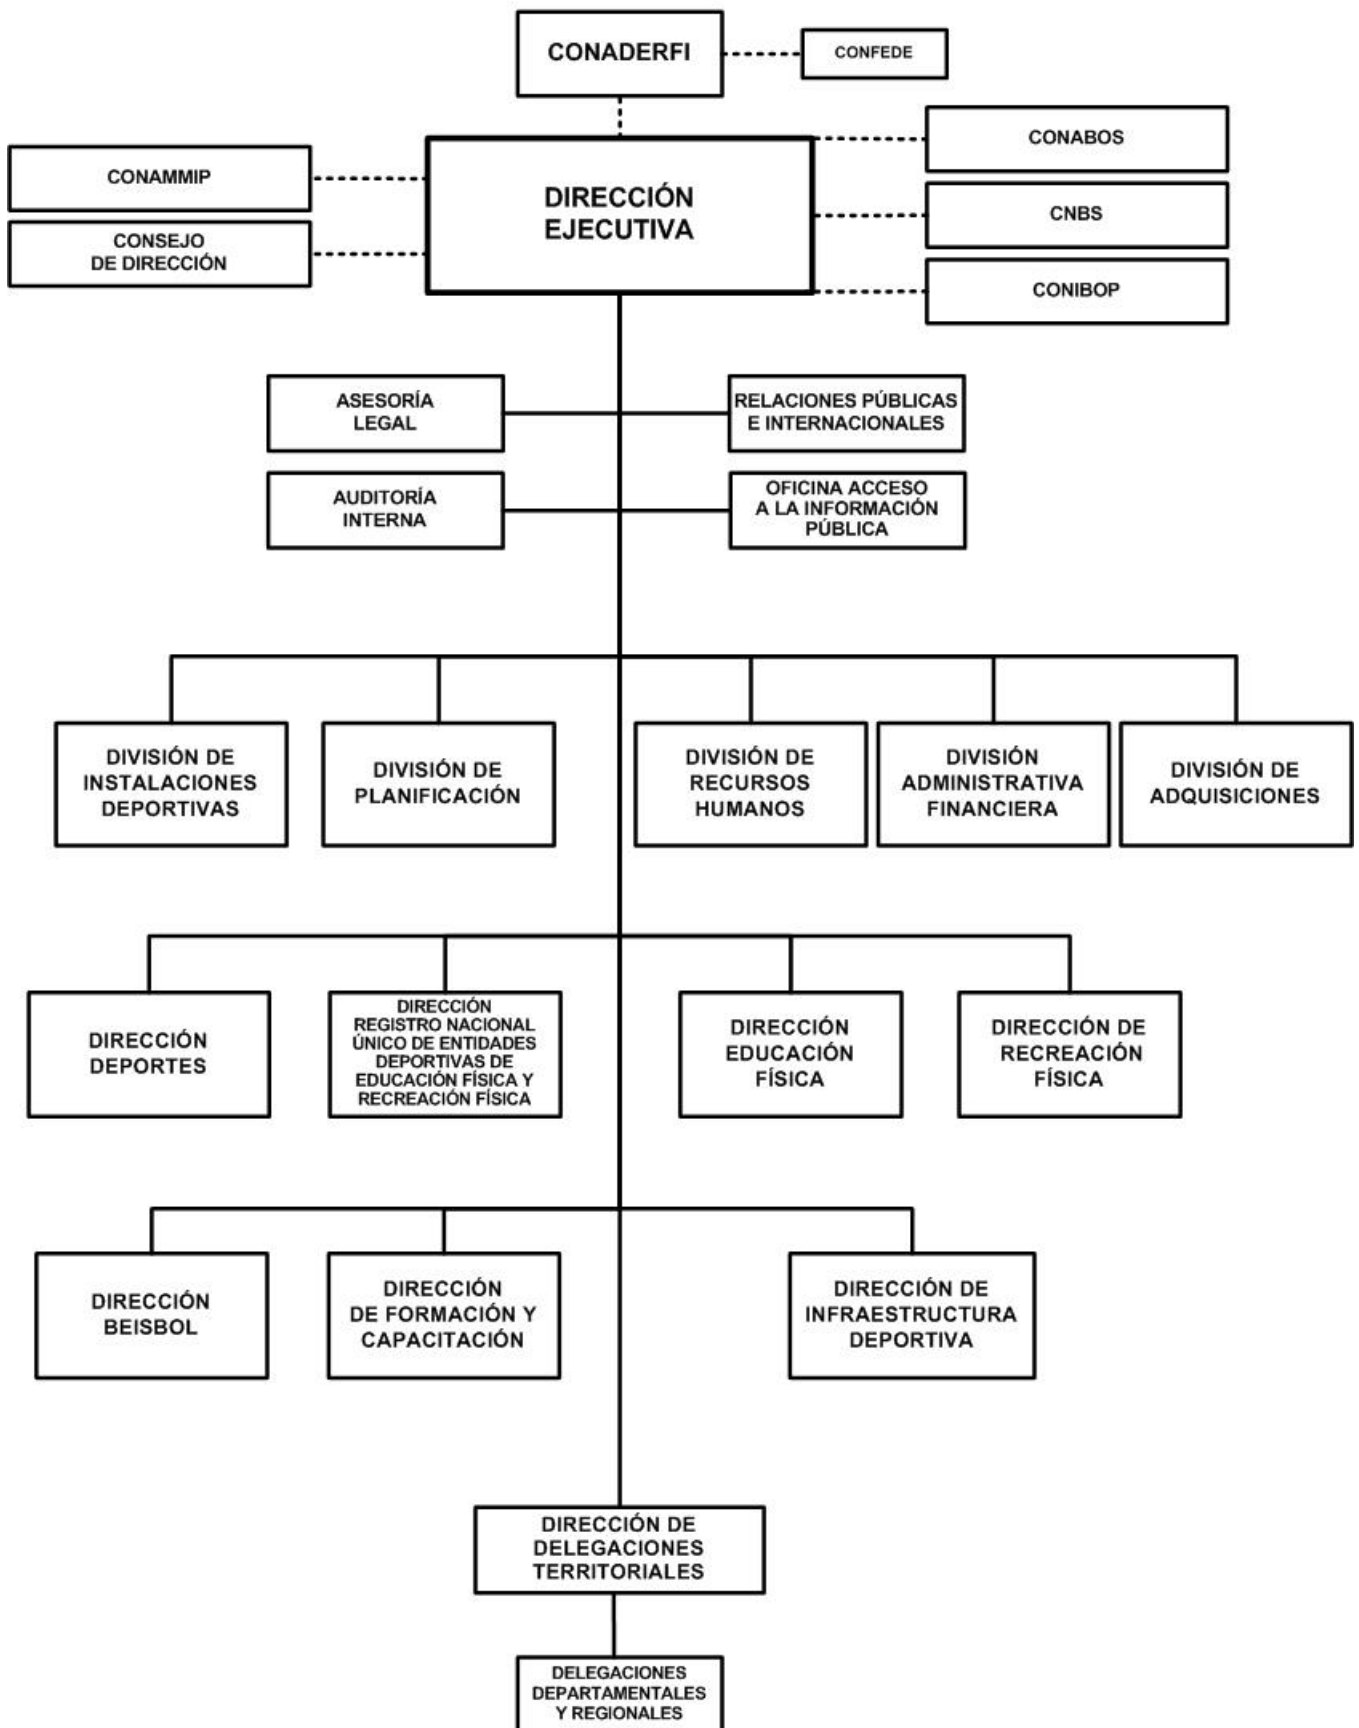 CONADERFI
CONFEDE
CONAMMIP
CONSEJO
DE DIRECCIÓN
DIRECCIÓN
EJECUTIVA
CONABOS
CNBS
CONIBOP
ASESORÍA
LEGAL
RELACIONES PÚBLICAS
E INTERNACIONALES
AUDITORÍA
INTERNA
OFICINA ACCESO
A LA INFORMACIÓN
PÚBLICA
DIVISIÓN DE
INSTALACIONES
DEPORTIVAS
DIVISIÓN DE
PLANIFICACIÓN
DIVISIÓN DE
RECURSOS
HUMANOS
DIVISIÓN
ADMINISTRATIVA
FINANCIERA
DIVISIÓN DE
ADQUISICIONES
DIRECCIÓN
DEPORTES
DIRECCIÓN
REGISTRO NACIONAL
ÚNICO DE ENTIDADES
DEPORTIVAS DE
EDUCACIÓN FÍSICA Y
RECREACIÓN FÍSICA
DIRECCIÓN
EDUCACIÓN
FÍSICA
DIRECCIÓN DE
RECREACIÓN
FÍSICA
DIRECCIÓN
BEISBOL
DIRECCIÓN
DE FORMACIÓN Y
CAPACITACIÓN
DIRECCIÓN DE
INFRAESTRUCTURA
DEPORTIVA
DIRECCIÓN DE
DELEGACIONES
TERRITORIALES
DELEGACIONES
DEPARTAMENTALES
Y REGIONALES